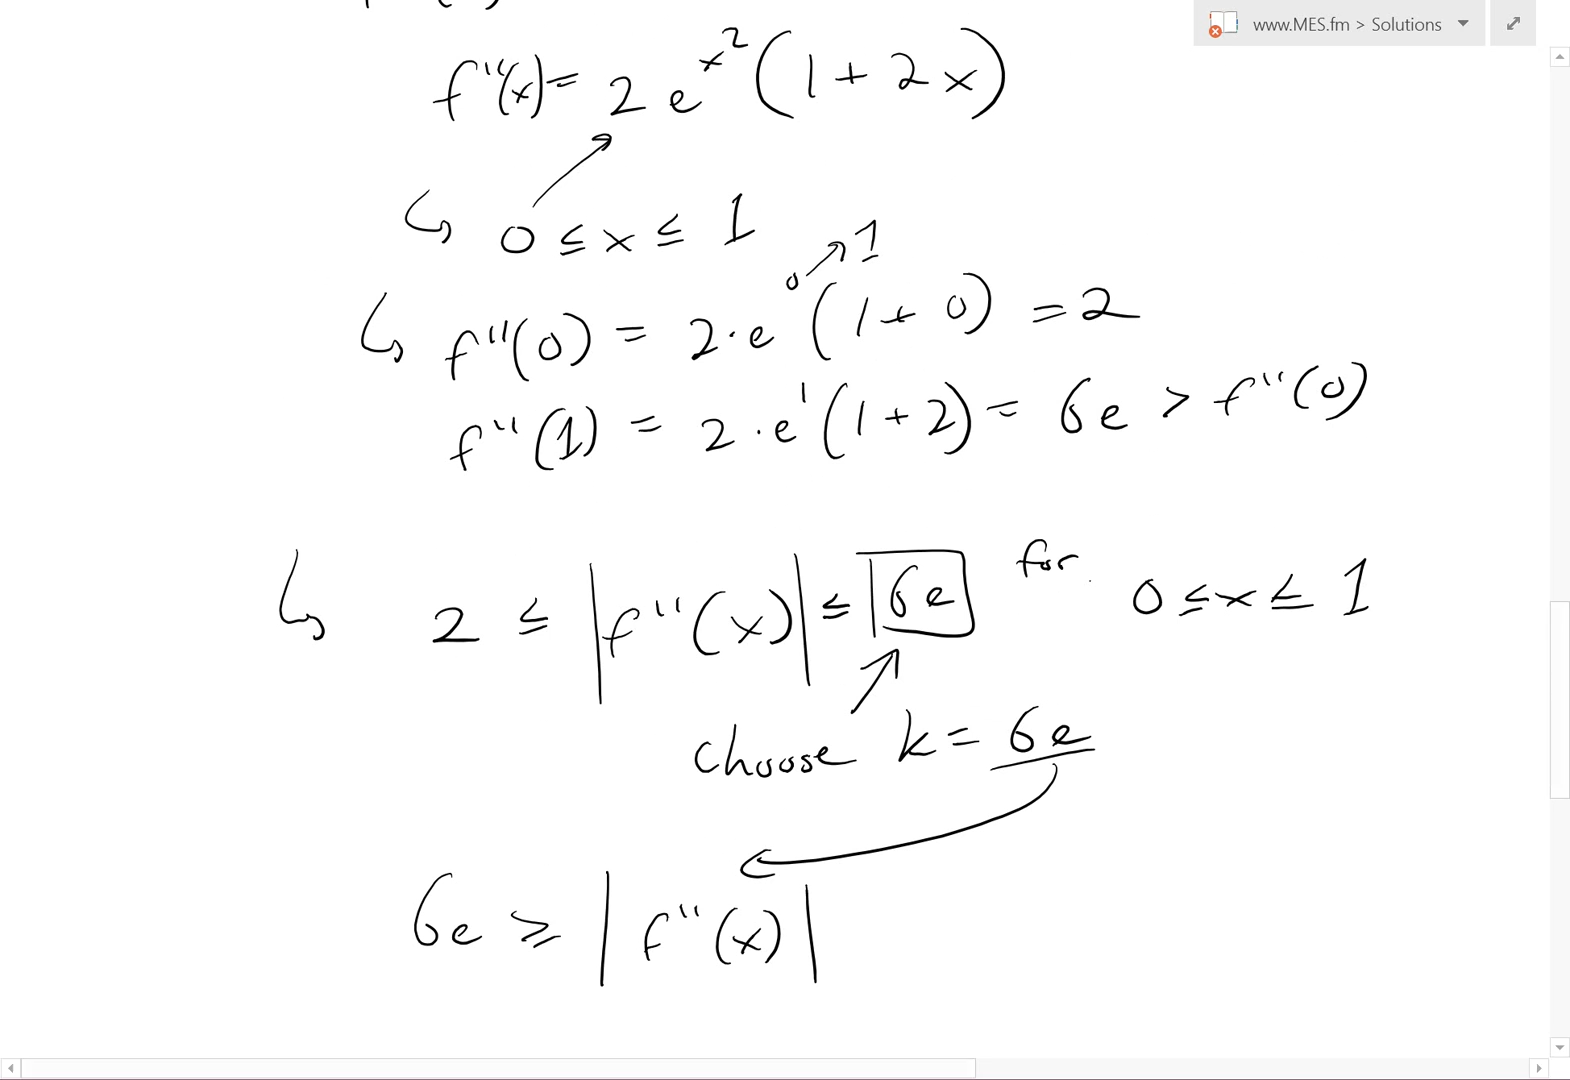 www.MES.fm > Solutions
f''(x) = 2e^{x^2}(1 + 2x)
0 ≤ x ≤ 1
f''(0) = 2·e^0(1 + 0) = 2
1
f''(1) = 2·e^1(1 + 2) = 6e > f''(0)
2 ≤ |f''(x)| ≤ 6e for 0 ≤ x ≤ 1
choose k = 6e
6e ≥ |f''(x)|